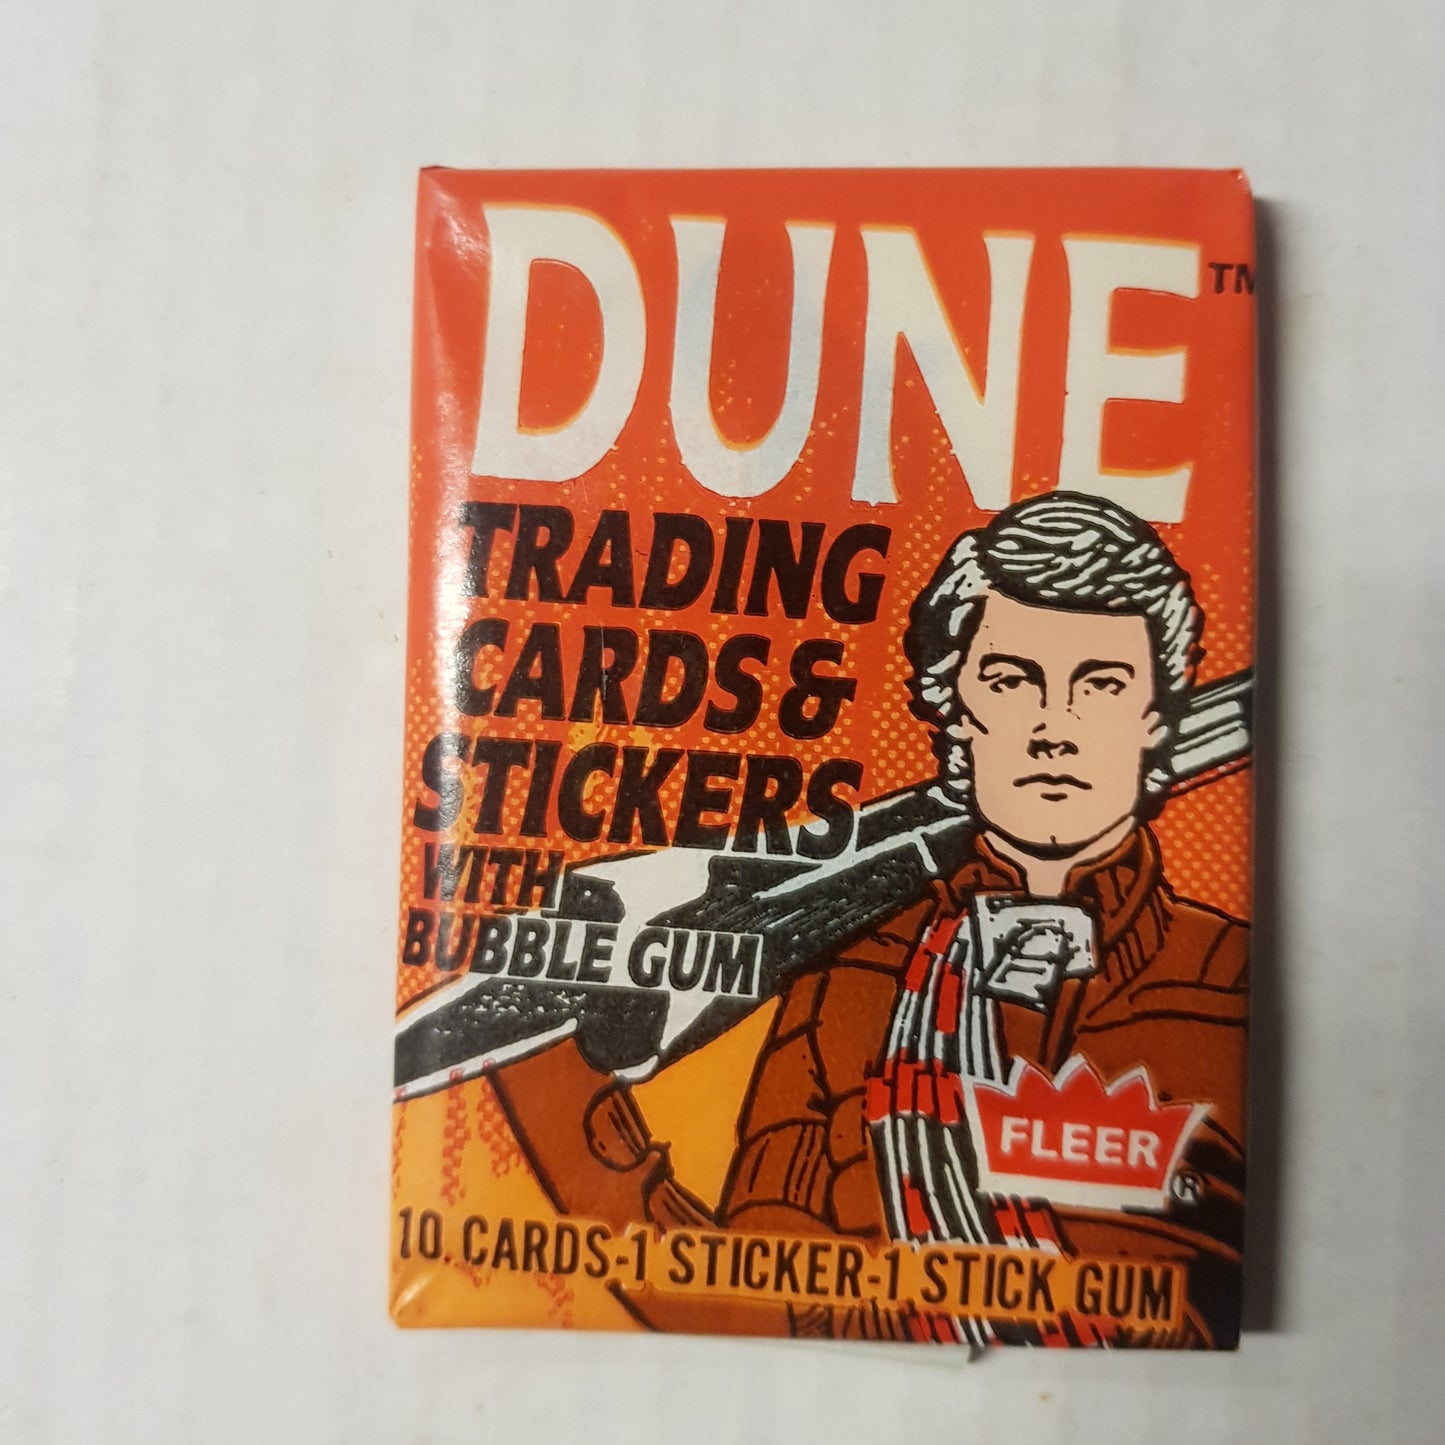 DUNE™
TRADING
CARDS &
STICKERS
WITH
BUBBLE GUM
FLEER®
10. CARDS-1 STICKER-1 STICK GUM